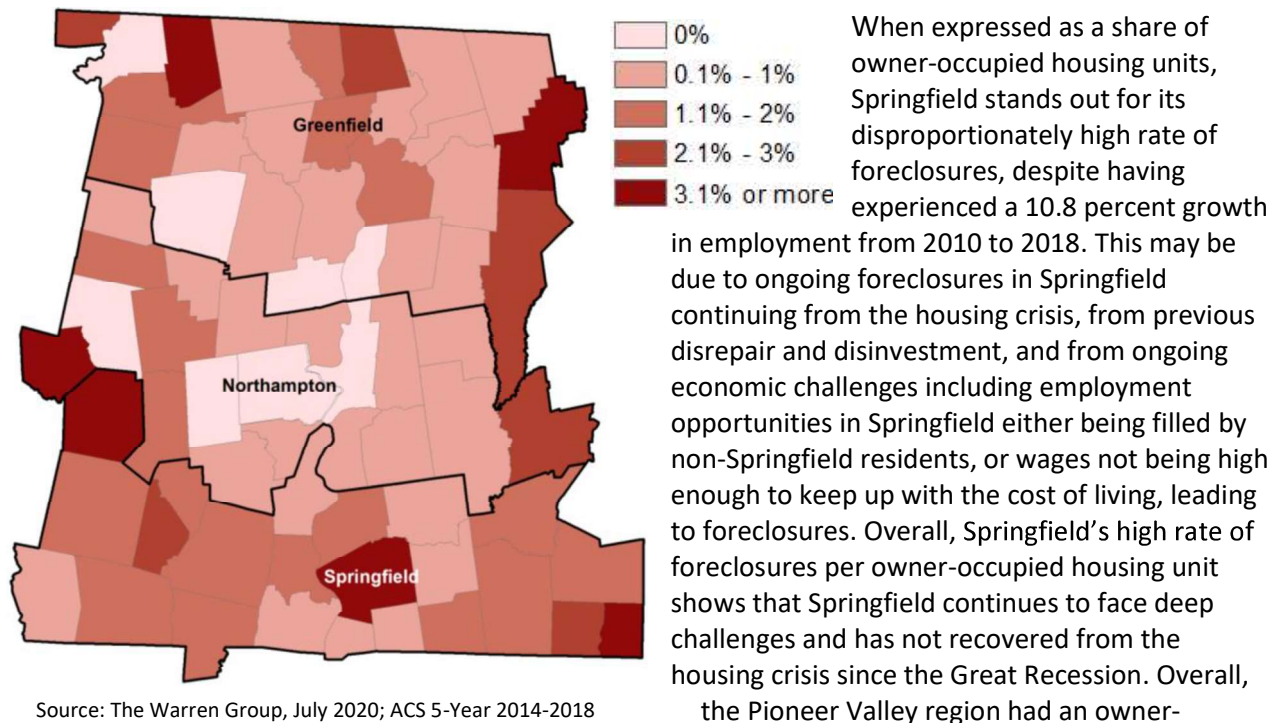 0%
0.1% - 1%
1.1% - 2%
2.1% - 3%
3.1% or more
Greenfield
Northampton
Springfield
Source: The Warren Group, July 2020; ACS 5-Year 2014-2018
When expressed as a share of
owner-occupied housing units,
Springfield stands out for its
disproportionately high rate of
foreclosures, despite having
experienced a 10.8 percent growth
in employment from 2010 to 2018. This may be
due to ongoing foreclosures in Springfield
continuing from the housing crisis, from previous
disrepair and disinvestment, and from ongoing
economic challenges including employment
opportunities in Springfield either being filled by
non-Springfield residents, or wages not being high
enough to keep up with the cost of living, leading
to foreclosures. Overall, Springfield’s high rate of
foreclosures per owner-occupied housing unit
shows that Springfield continues to face deep
challenges and has not recovered from the
housing crisis since the Great Recession. Overall,
the Pioneer Valley region had an owner-